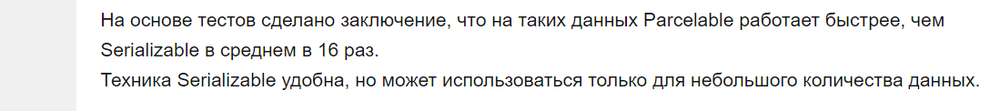 На основе тестов сделано заключение, что на таких данных Parcelable работает быстрее, чем
Serializable в среднем в 16 раз.
Техника Serializable удобна, но может использоваться только для небольшого количества данных.